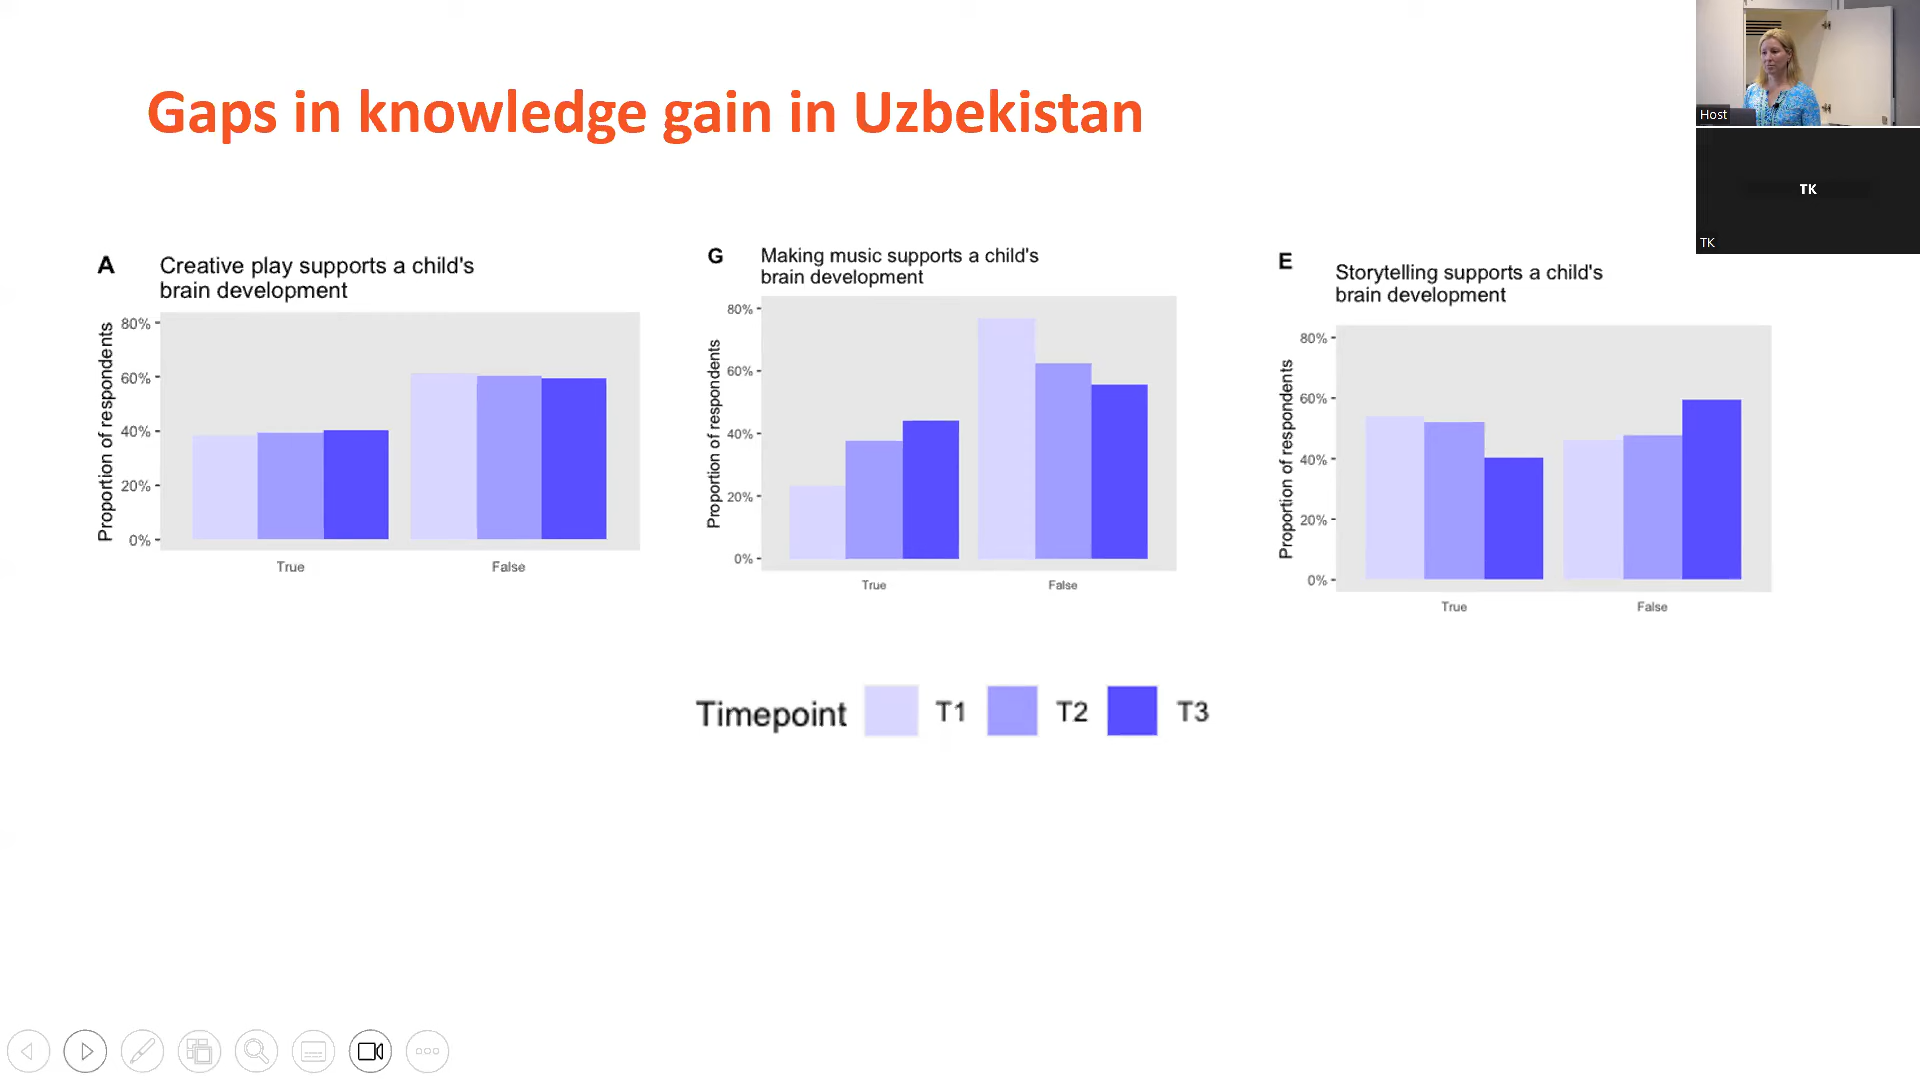 Gaps in knowledge gain in Uzbekistan
Host
TK
TK
A
Creative play supports a child's
brain development
Proportion of respondents
80%
60%
40%
20%
0%
True
False
G
Making music supports a child's
brain development
Proportion of respondents
80%
60%
40%
20%
0%
True
False
E
Storytelling supports a child's
brain development
Proportion of respondents
80%
60%
40%
20%
0%
True
False
Timepoint T1 T2 T3